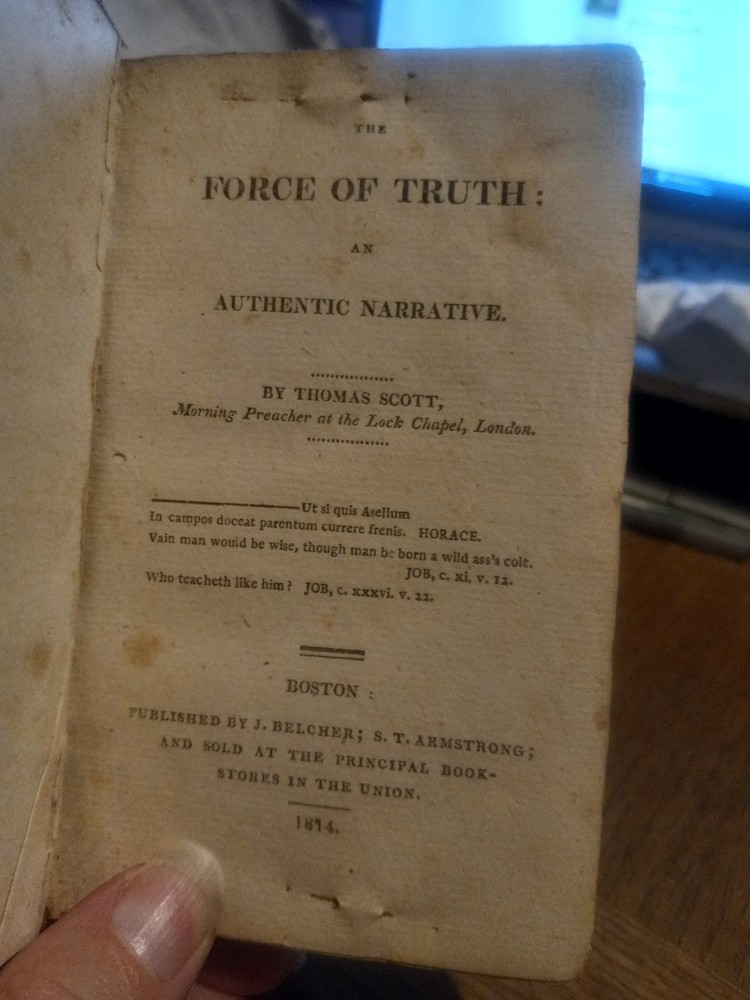 THE
FORCE OF TRUTH:
AN
AUTHENTIC NARRATIVE.
BY THOMAS SCOTT,
Morning Preacher at the Lock Chapel, London.
Ut si quis Asellum
In campos doceat parentum currere frenis. HORACE.
Vain man would be wise, though man be born a wild ass's colt.
JOB, c. xi. v. 12.
Who teacheth like him? JOB, c. xxxvi. v. 22.
BOSTON:
PUBLISHED BY J. BELCHER; S. T. ARMSTRONG;
AND SOLD AT THE PRINCIPAL BOOK-
STORES IN THE UNION.
1814.